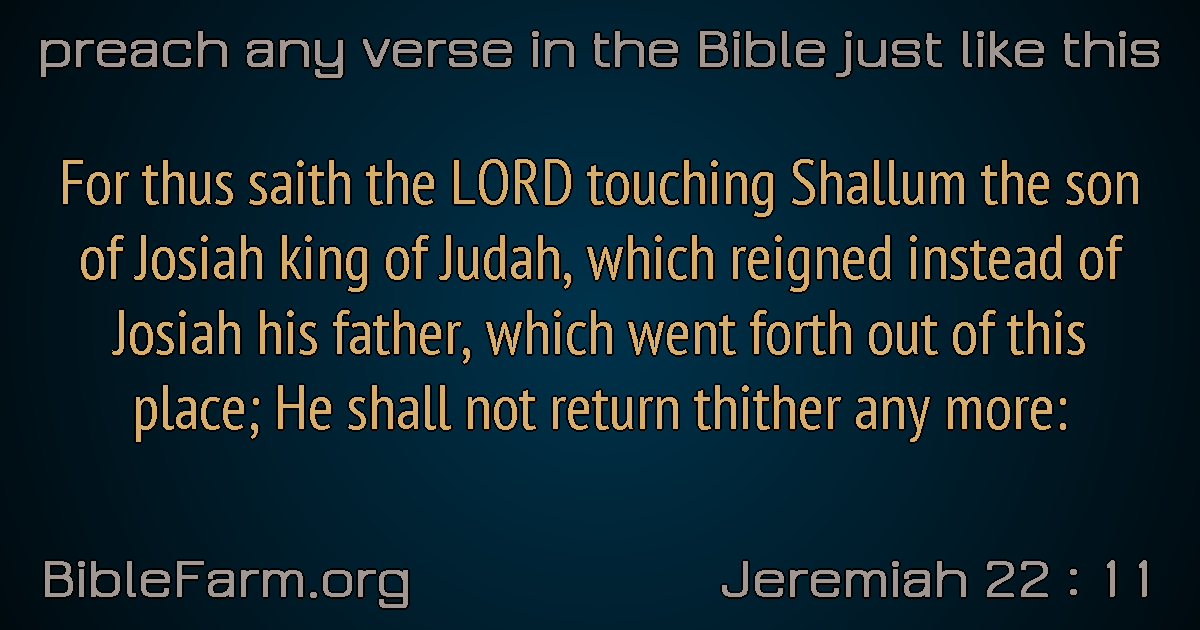 preach any verse in the Bible just like this
For thus saith the LORD touching Shallum the son
of Josiah king of Judah, which reigned instead of
Josiah his father, which went forth out of this
place; He shall not return thither any more:
BibleFarm.org
Jeremiah 22 : 11